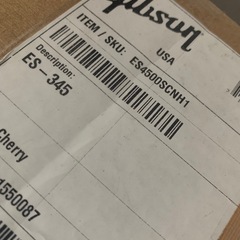 Gibson
USA
ITEM / SKU: ES4500SCNH1
Description:
ES-345
Cherry
1550087